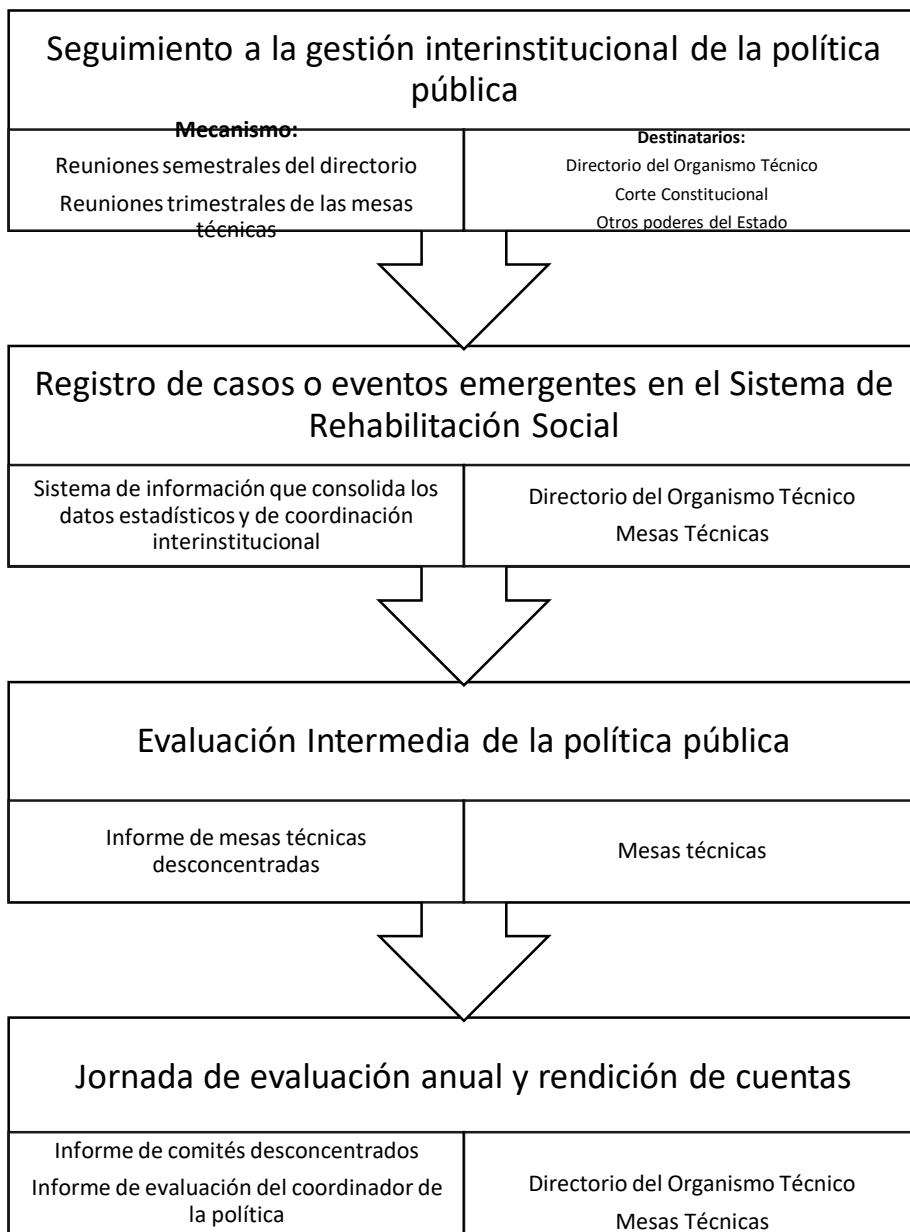 Seguimiento a la gestión interinstitucional de la política
pública
Mecanismo:
Reuniones semestrales del directorio
Reuniones trimestrales de las mesas
técnicas
Destinatarios:
Directorio del Organismo Técnico
Corte Constitucional
Otros poderes del Estado
Registro de casos o eventos emergentes en el Sistema de
Rehabilitación Social
Sistema de información que consolida los
datos estadísticos y de coordinación
interinstitucional
Directorio del Organismo Técnico
Mesas Técnicas
Evaluación Intermedia de la política pública
Informe de mesas técnicas
desconcentradas
Mesas técnicas
Jornada de evaluación anual y rendición de cuentas
Informe de comités desconcentrados
Informe de evaluación del coordinador de
la política
Directorio del Organismo Técnico
Mesas Técnicas